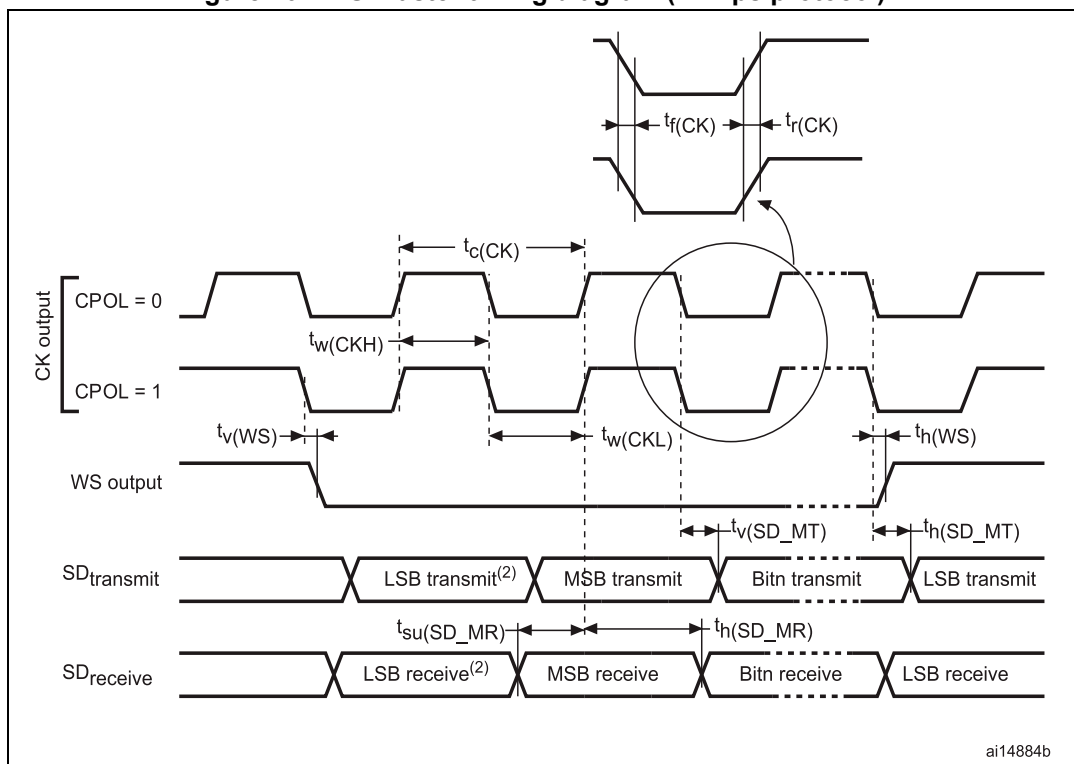 tf(CK)
tr(CK)
tc(CK)
CK output
CPOL = 0
tw(CKH)
CPOL = 1
tv(WS)
tw(CKL)
th(WS)
WS output
tv(SD_MT)
th(SD_MT)
SDtransmit
LSB transmit(2)
MSB transmit
Bitn transmit
LSB transmit
tsu(SD_MR)
th(SD_MR)
SDreceive
LSB receive(2)
MSB receive
Bitn receive
LSB receive
ai14884b